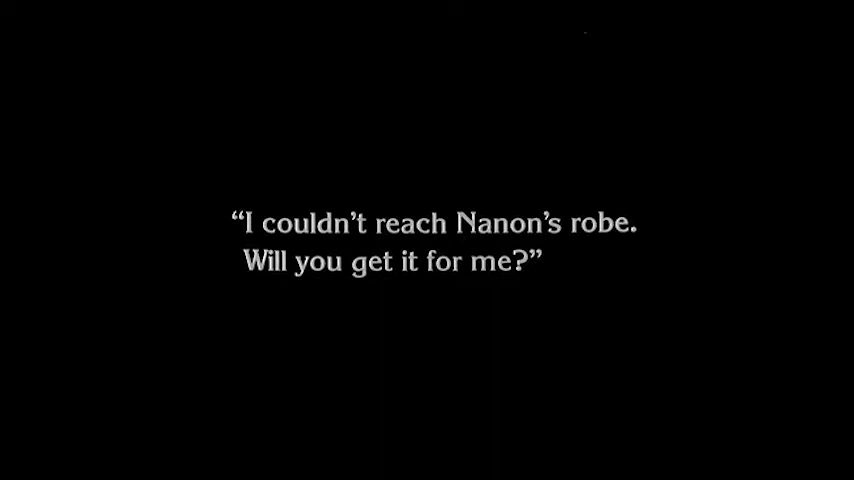 “I couldn’t reach Nanon’s robe.
Will you get it for me?”